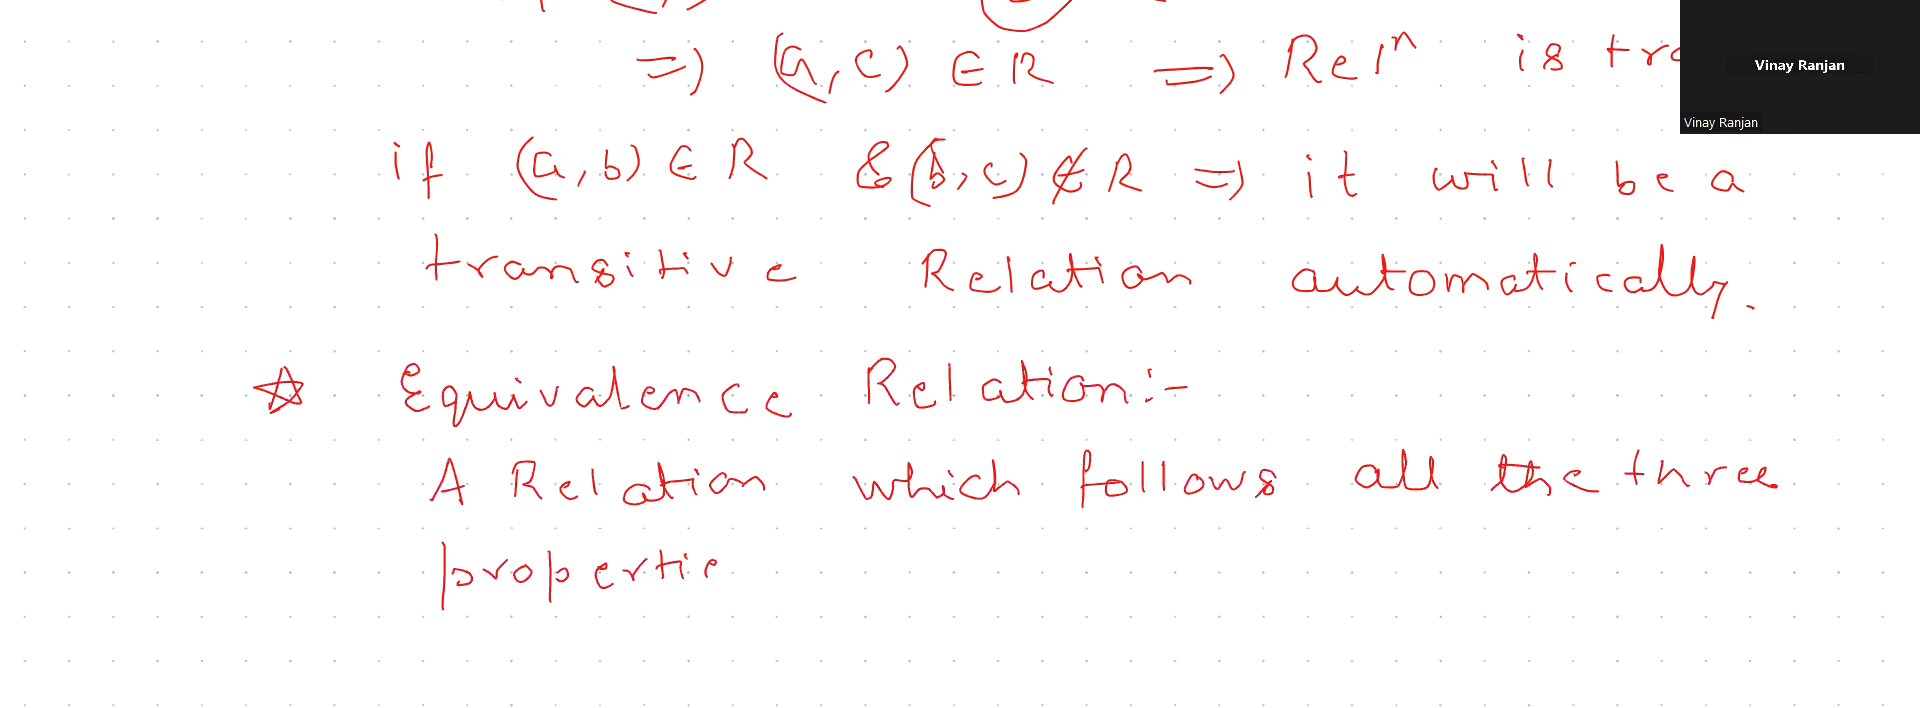 => (a,c) ∈ R => Relⁿ is tra
Vinay Ranjan
Vinay Ranjan
if (a,b) ∈ R & (b,c) ∉ R => it will be a
transitive Relation automatically.
☆ Equivalence Relation:-
A Relation which follows all the three
propertie